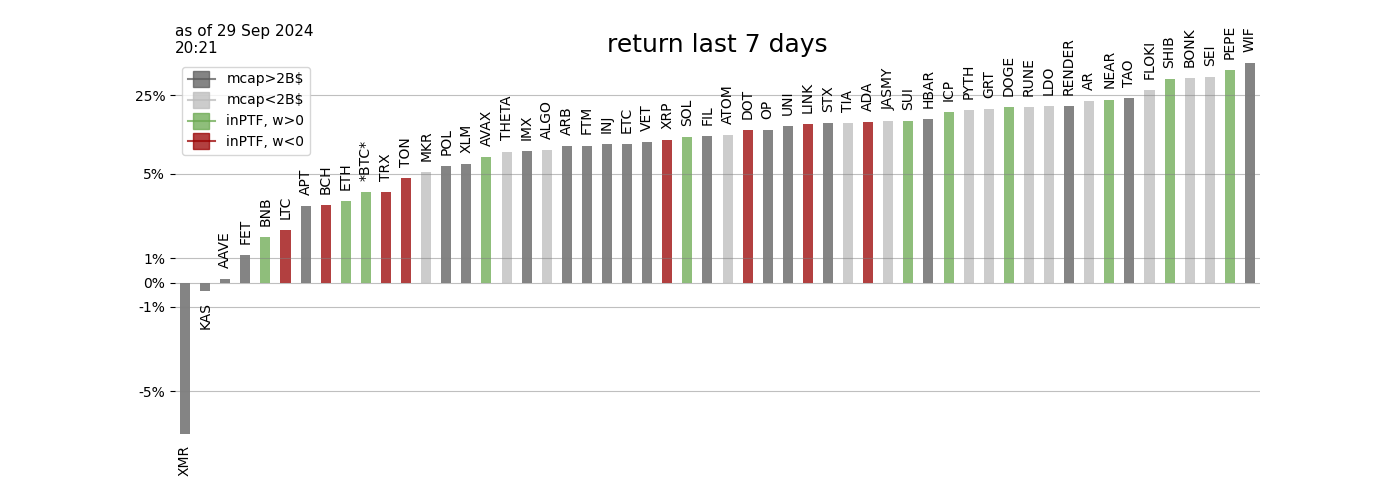 as of 29 Sep 2024
20:21
return last 7 days
mcap>2B$
mcap<2B$
inPTF, w>0
inPTF, w<0
25%
5%
1%
0%
-1%
-5%
XMR
KAS
AAVE
FET
BNB
LTC
APT
BCH
ETH
*BTC*
TRX
TON
MKR
POL
XLM
AVAX
THETA
IMX
ALGO
ARB
FTM
INJ
ETC
VET
XRP
SOL
FIL
ATOM
DOT
OP
UNI
LINK
STX
TIA
ADA
JASMY
SUI
HBAR
ICP
PYTH
GRT
DOGE
RUNE
LDO
RENDER
AR
NEAR
TAO
FLOKI
SHIB
BONK
SEI
PEPE
WIF